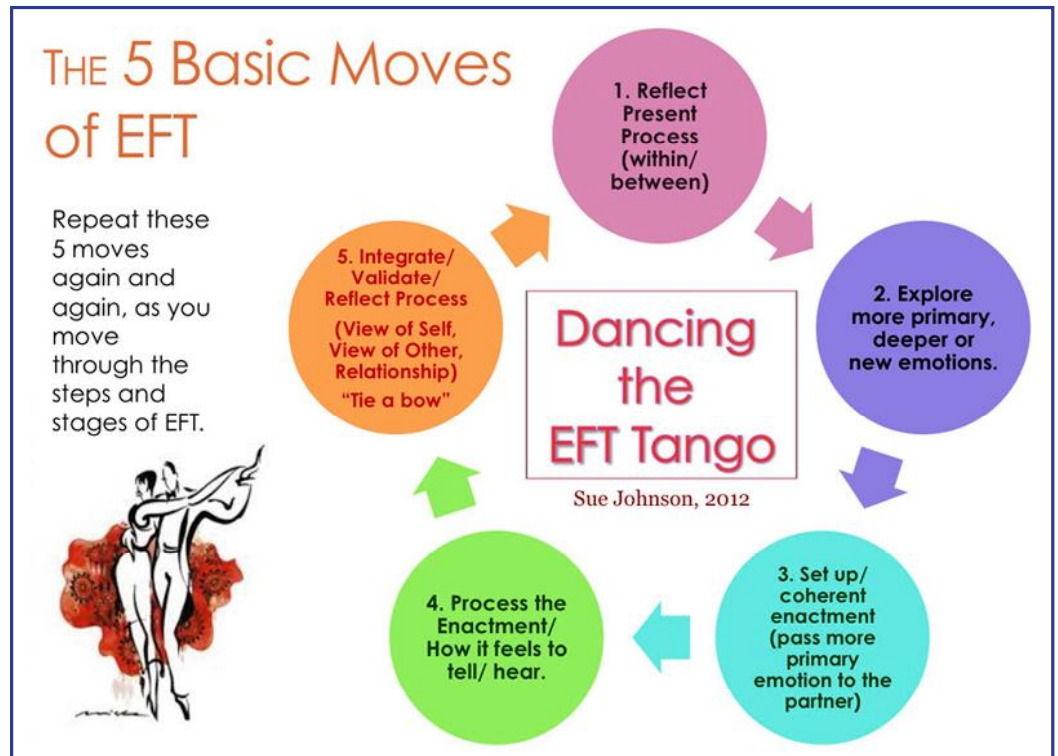 THE 5 Basic Moves
of EFT
Repeat these
5 moves
again and
again, as you
move
through the
steps and
stages of EFT.
1. Reflect
Present
Process
(within/
between)
2. Explore
more primary,
deeper or
new emotions.
3. Set up/
coherent
enactment
(pass more
primary
emotion to the
partner)
4. Process the
Enactment/
How it feels to
tell/ hear.
5. Integrate/
Validate/
Reflect Process
(View of Self,
View of Other,
Relationship)
“Tie a bow”
Dancing
the
EFT Tango
Sue Johnson, 2012